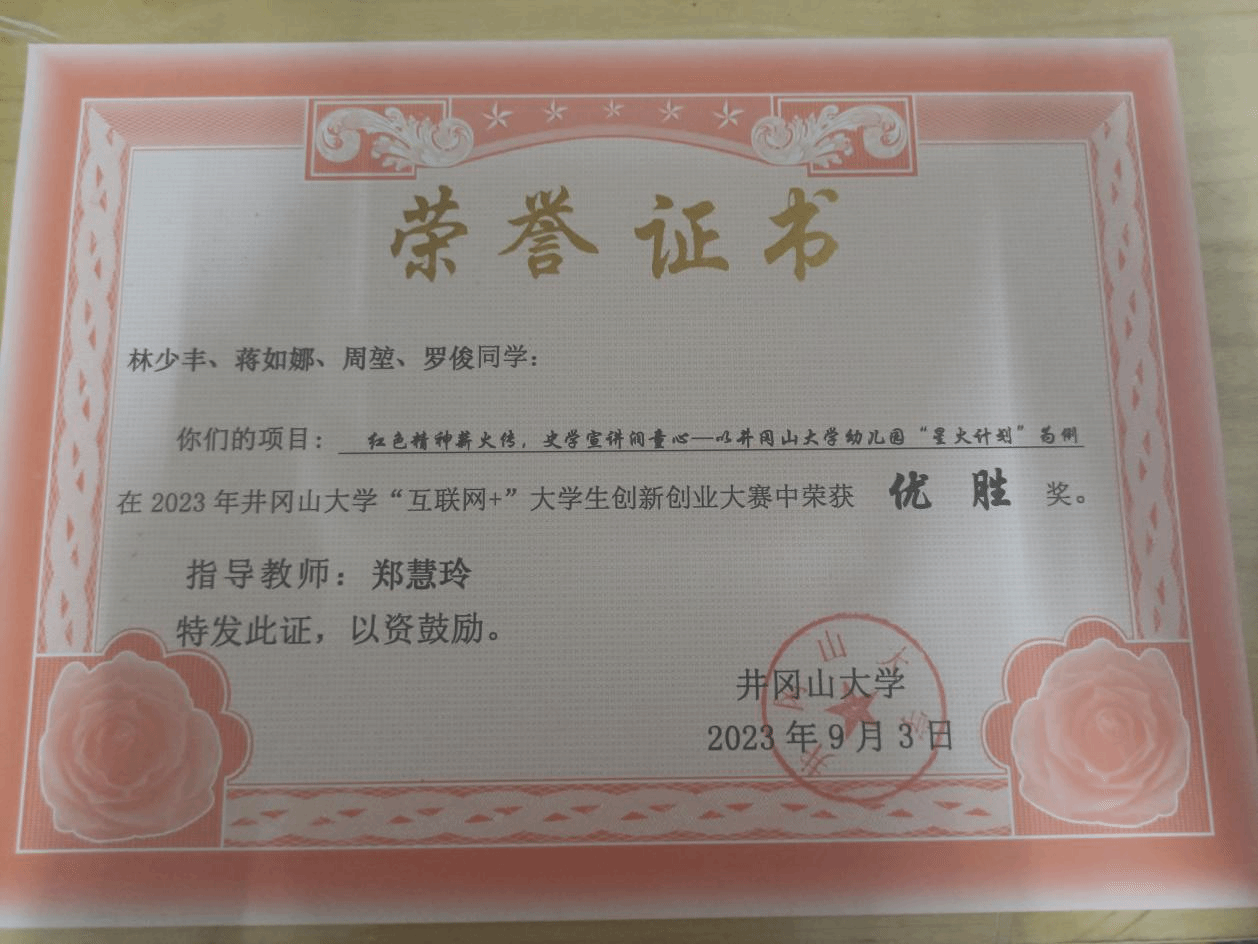 荣誉证书
林少丰、蒋如娜、周堃、罗俊同学：
你们的项目：红色精神薪火传，史学宣讲润童心—以井冈山大学幼儿园“星火计划”为例
在2023年井冈山大学“互联网+”大学生创新创业大赛中荣获 优胜 奖。
指导教师：郑慧玲
特发此证，以资鼓励。
井冈山大学
2023年9月3日
井冈山大学